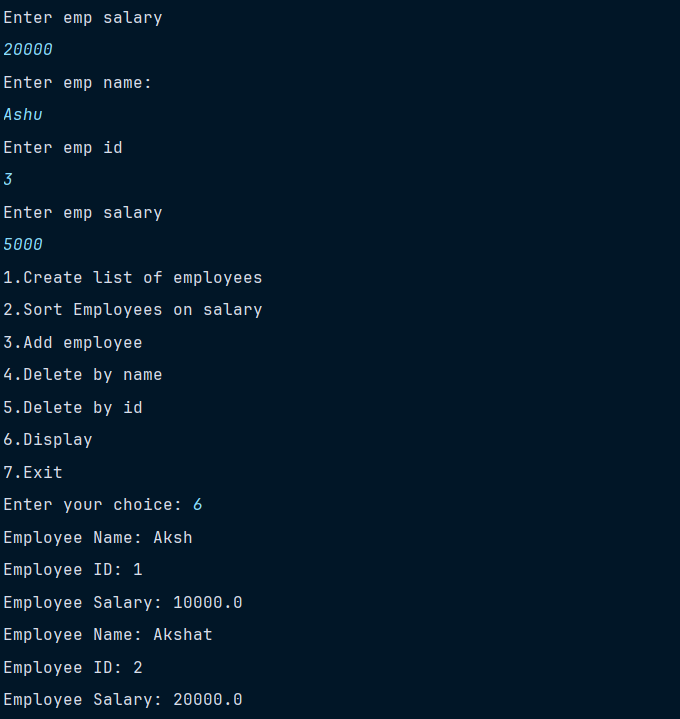 Enter emp salary
20000
Enter emp name:
Ashu
Enter emp id
3
Enter emp salary
5000
1.Create list of employees
2.Sort Employees on salary
3.Add employee
4.Delete by name
5.Delete by id
6.Display
7.Exit
Enter your choice: 6
Employee Name: Aksh
Employee ID: 1
Employee Salary: 10000.0
Employee Name: Akshat
Employee ID: 2
Employee Salary: 20000.0